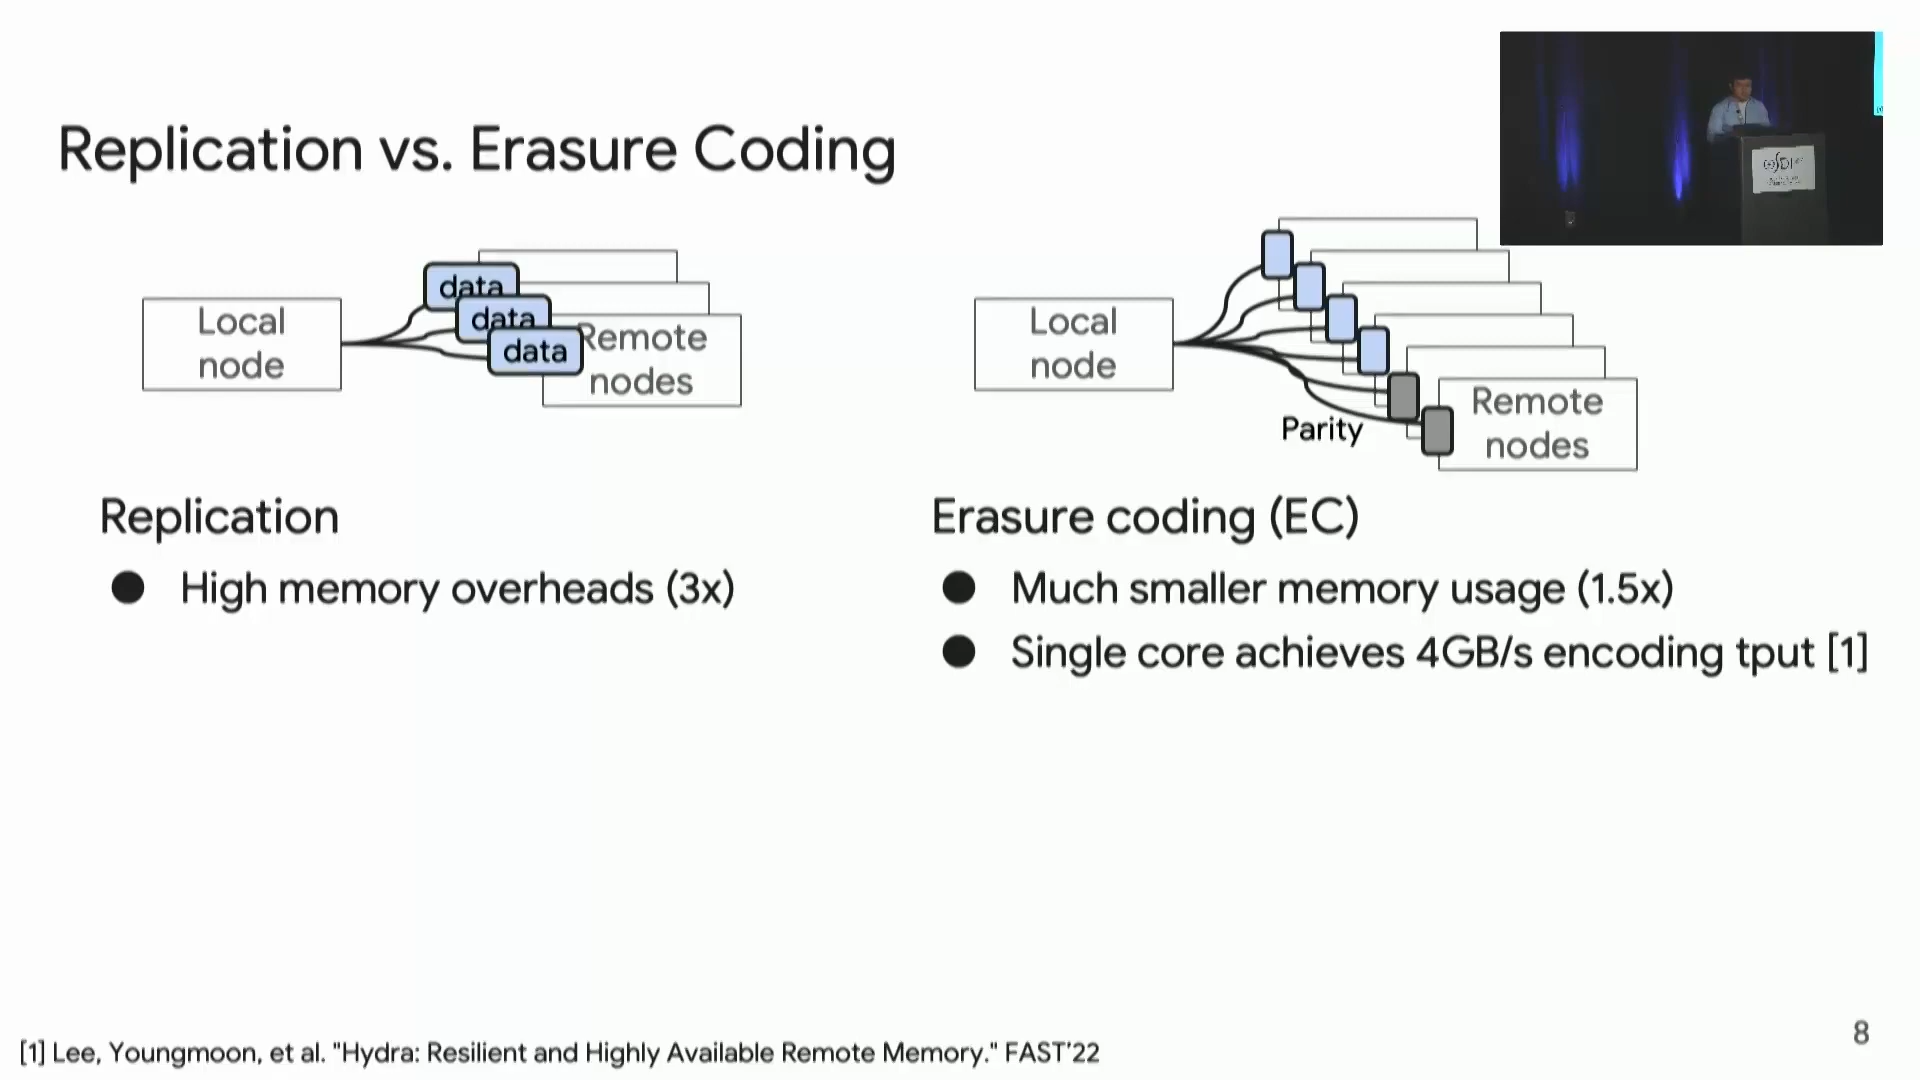 Replication vs. Erasure Coding
Local
node
data
data
data
Remote
nodes
Local
node
Parity
Remote
nodes
Replication
● High memory overheads (3x)
Erasure coding (EC)
● Much smaller memory usage (1.5x)
● Single core achieves 4GB/s encoding tput [1]
[1] Lee, Youngmoon, et al. "Hydra: Resilient and Highly Available Remote Memory." FAST'22
8